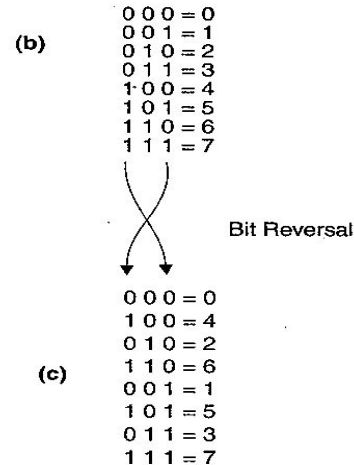 0 0 0 = 0
(b)
0 0 1 = 1
0 1 0 = 2
0 1 1 = 3
1 0 0 = 4
1 0 1 = 5
1 1 0 = 6
1 1 1 = 7
Bit Reversal
0 0 0 = 0
1 0 0 = 4
0 1 0 = 2
1 1 0 = 6
(c)
0 0 1 = 1
1 0 1 = 5
0 1 1 = 3
1 1 1 = 7